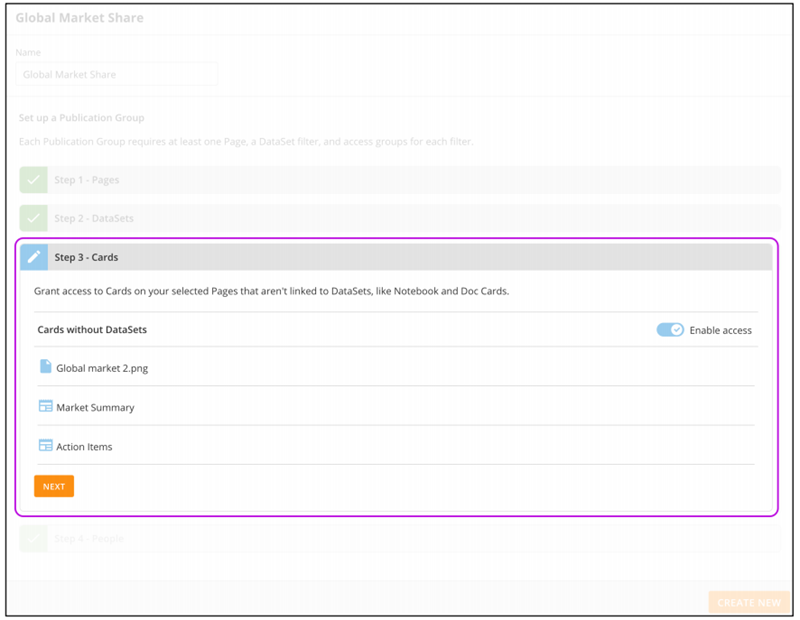 Global Market Share
Name
Global Market Share
Set up a Publication Group
Each Publication Group requires at least one Page, a DataSet filter, and access groups for each filter.
Step 1 - Pages
Step 2 - DataSets
Step 3 - Cards
Grant access to Cards on your selected Pages that aren't linked to DataSets, like Notebook and Doc Cards.
Cards without DataSets
Enable access
Global market 2.png
Market Summary
Action Items
NEXT
Step 4 - People
CREATE NEW